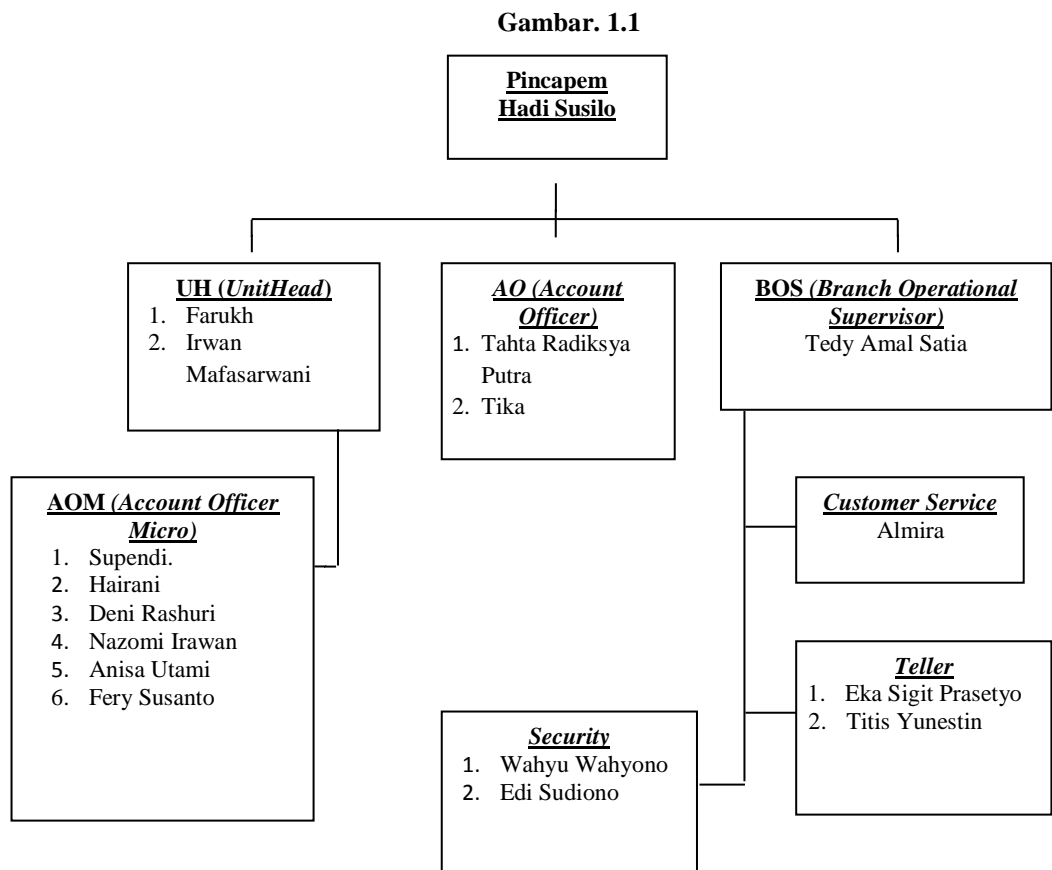 Gambar. 1.1
Pincapem
Hadi Susilo
UH (UnitHead)
1. Farukh
2. Irwan
Mafasarwani
AO (Account
Officer)
1. Tahta Radiksya
Putra
2. Tika
BOS (Branch Operational
Supervisor)
Tedy Amal Satia
AOM (Account Officer
Micro)
1. Supendi.
2. Hairani
3. Deni Rashuri
4. Nazomi Irawan
5. Anisa Utami
6. Fery Susanto
Customer Service
Almira
Teller
1. Eka Sigit Prasetyo
2. Titis Yunestin
Security
1. Wahyu Wahyono
2. Edi Sudiono